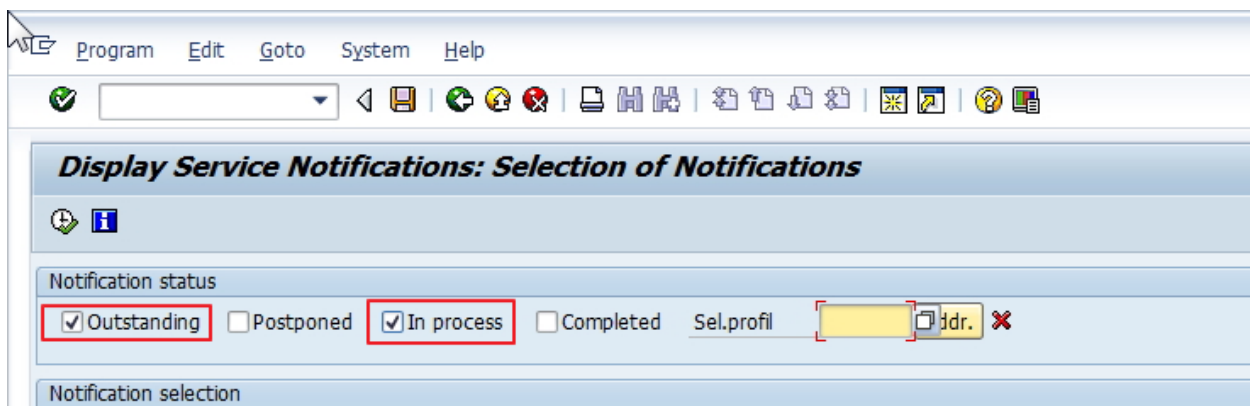 Program Edit Goto System Help
Display Service Notifications: Selection of Notifications
Notification status
Outstanding Postponed In process Completed Sel.profil ddr.
Notification selection